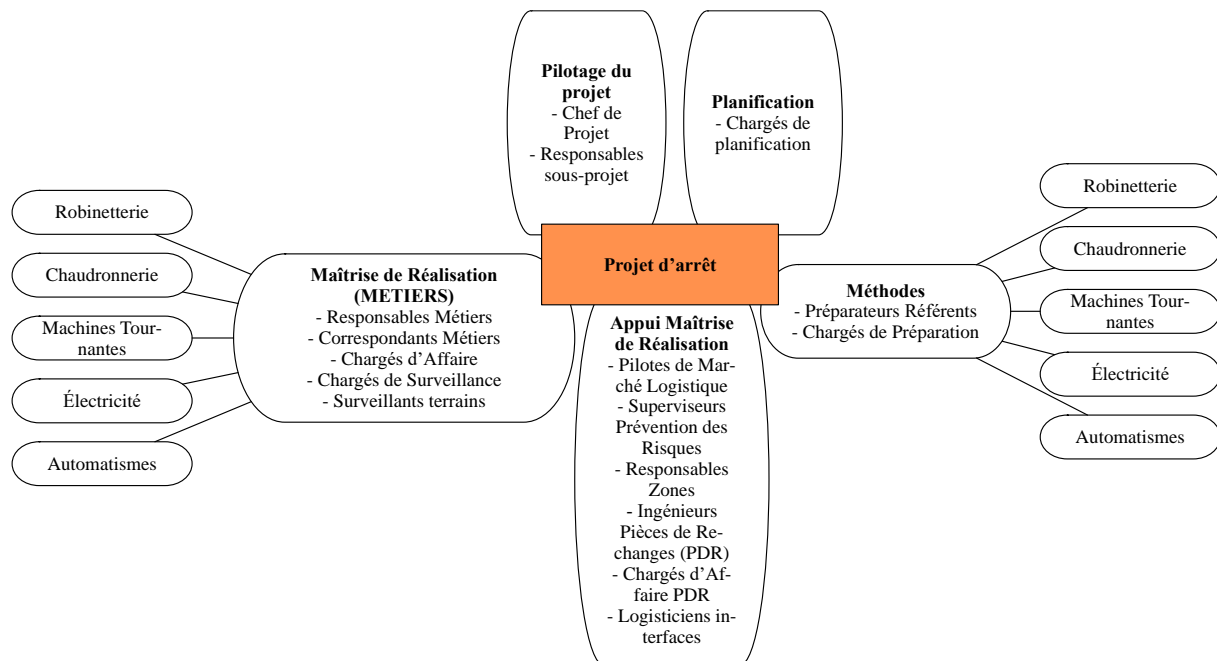 Pilotage du
projet
- Chef de
Projet
- Responsables
sous-projet
Planification
- Chargés de
planification
Robinetterie
Chaudronnerie
Machines Tour-
nantes
Électricité
Automatismes
Maîtrise de Réalisation
(METIERS)
- Responsables Métiers
- Correspondants Métiers
- Chargés d’Affaire
- Chargés de Surveillance
- Surveillants terrains
Projet d’arrêt
Appui Maîtrise
de Réalisation
- Pilotes de Mar-
ché Logistique
- Superviseurs
Prévention des
Risques
- Responsables
Zones
- Ingénieurs
Pièces de Re-
changes (PDR)
- Chargés d’Af-
faire PDR
- Logisticiens in-
terfaces
Méthodes
- Préparateurs Référents
- Chargés de Préparation
Robinetterie
Chaudronnerie
Machines Tour-
nantes
Électricité
Automatismes